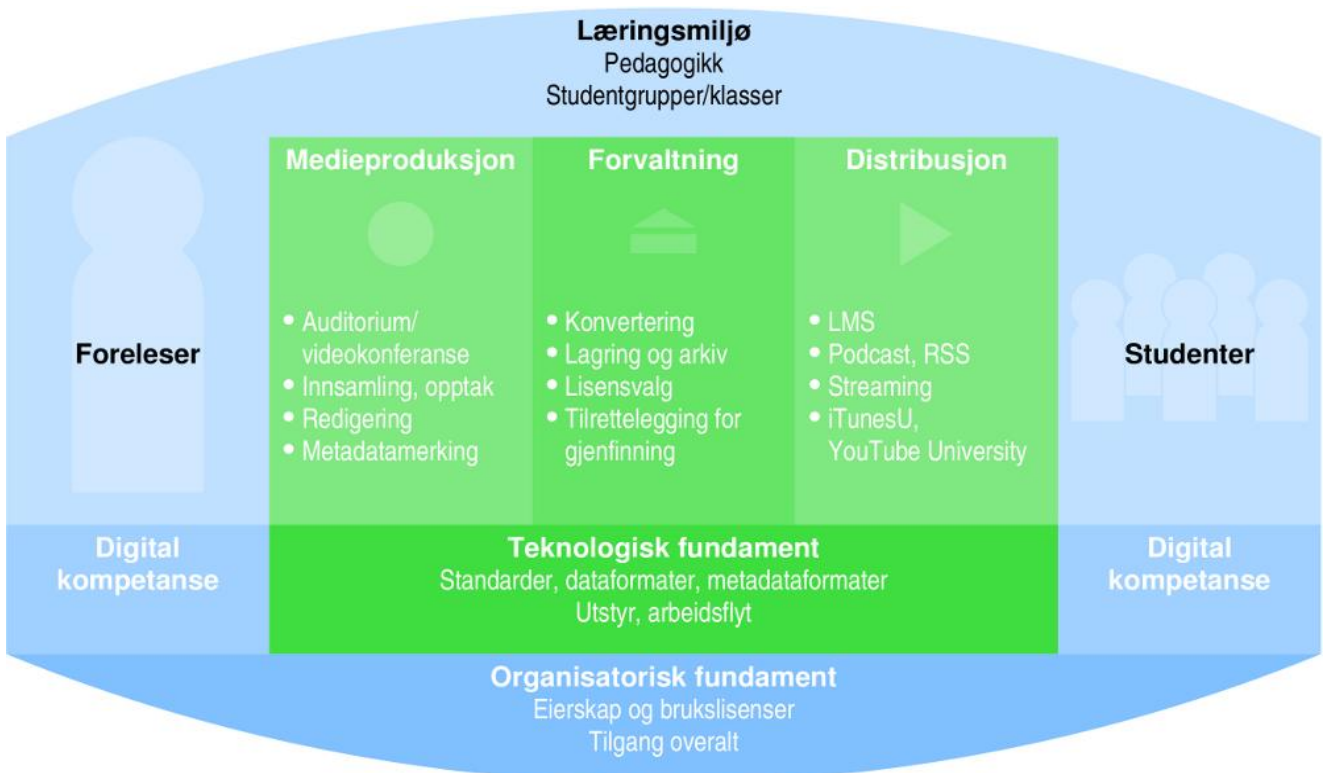 Læringsmiljø
Pedagogikk
Studentgrupper/klasser
Foreleser
Medieproduksjon
• Auditorium/
videokonferanse
• Innsamling, opptak
• Redigering
• Metadatamerking
Forvaltning
• Konvertering
• Lagring og arkiv
• Lisensvalg
• Tilrettelegging for
gjenfinning
Distribusjon
• LMS
• Podcast, RSS
• Streaming
• iTunesU,
YouTube University
Studenter
Digital
kompetanse
Teknologisk fundament
Standarder, dataformater, metadataformater
Utstyr, arbeidsflyt
Digital
kompetanse
Organisatorisk fundament
Eierskap og brukslisenser
Tilgang overalt